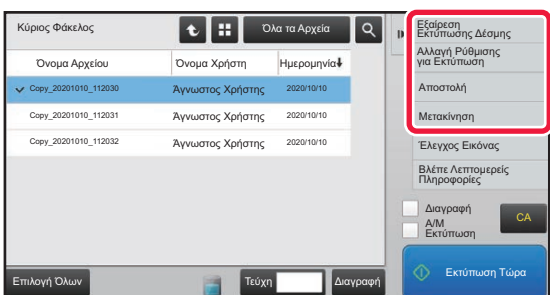 Κύριος Φάκελος
Όλα τα Αρχεία
Όνομα Αρχείου
Όνομα Χρήστη
Ημερομηνία
Copy_20201010_112030
Άγνωστος Χρήστης
2020/10/10
Copy_20201010_112031
Άγνωστος Χρήστης
2020/10/10
Copy_20201010_112032
Άγνωστος Χρήστης
2020/10/10
Επιλογή Όλων
Τεύχη
Διαγραφή
Εξαίρεση
Εκτύπωσης Δέσμης
Αλλαγή Ρύθμισης
για Εκτύπωση
Αποστολή
Μετακίνηση
Έλεγχος Εικόνας
Βλέπε Λεπτομερείς
Πληροφορίες
Διαγραφή
Α/Μ
Εκτύπωση
CA
Εκτύπωση Τώρα